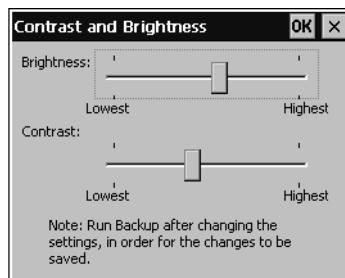 Contrast and Brightness OK ×
Brightness:
Lowest Highest
Contrast:
Lowest Highest
Note: Run Backup after changing the
settings, in order for the changes to be
saved.